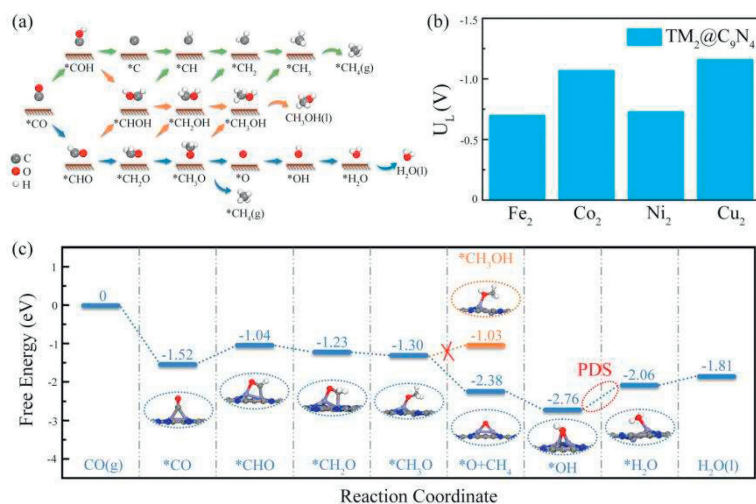 (a)
*COH
*C
*CH
*CH₂
*CH₃
*CH₄(g)
*CO
*CHOH
*CH₂OH
*CH₃OH
CH₃OH(l)
C
O
H
*CHO
*CH₂O
*CH₃O
*O
*OH
*H₂O
H₂O(l)
*CH₄(g)
(b)
TM₂@C₉N₄
U_L (V)
-1.5
-1.0
-0.5
0
Fe₂
Co₂
Ni₂
Cu₂
(c)
Free Energy (eV)
1
0
-1
-2
-3
-4
0
-1.52
-1.04
-1.23
-1.30
*CH₃OH
-1.03
-2.38
PDS
-2.76
-2.06
-1.81
CO(g)
*CO
*CHO
*CH₂O
*CH₃O
*O+CH₄
*OH
*H₂O
H₂O(l)
Reaction Coordinate